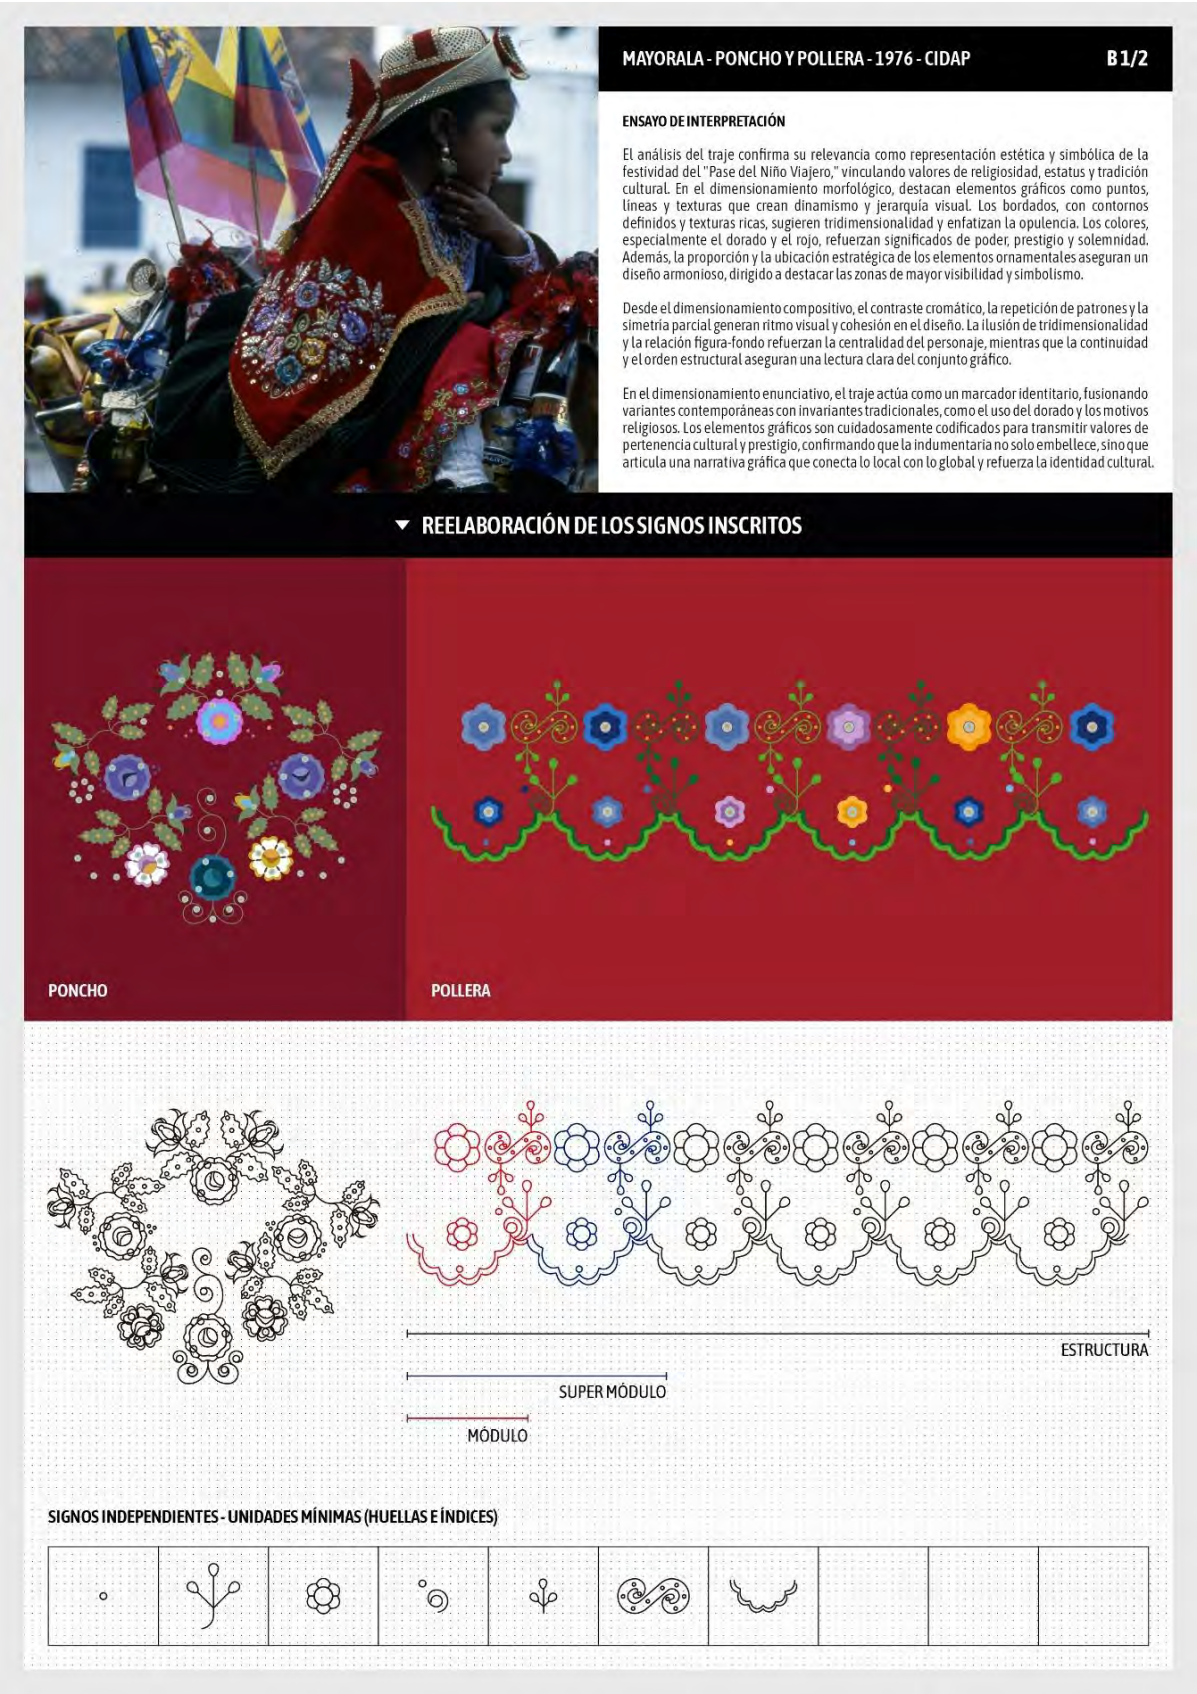 MAYORALA - PONCHO Y POLLERA - 1976 - CIDAP
B 1/2
ENSAYO DE INTERPRETACIÓN
El análisis del traje confirma su relevancia como representación estética y simbólica de la
festividad del "Pase del Niño Viajero," vinculando valores de religiosidad, estatus y tradición
cultural. En el dimensionamiento morfológico, destacan elementos gráficos como puntos,
líneas y texturas que crean dinamismo y jerarquía visual. Los bordados, con contornos
definidos y texturas ricas, sugieren tridimensionalidad y enfatizan la opulencia. Los colores,
especialmente el dorado y el rojo, refuerzan significados de poder, prestigio y solemnidad.
Además, la proporción y la ubicación estratégica de los elementos ornamentales aseguran un
diseño armonioso, dirigido a destacar las zonas de mayor visibilidad y simbolismo.
Desde el dimensionamiento compositivo, el contraste cromático, la repetición de patrones y la
simetría parcial generan ritmo visual y cohesión en el diseño. La ilusión de tridimensionalidad
y la relación figura-fondo refuerzan la centralidad del personaje, mientras que la continuidad
y el orden estructural aseguran una lectura clara del conjunto gráfico.
En el dimensionamiento enunciativo, el traje actúa como un marcador identitario, fusionando
variantes contemporáneas con invariantes tradicionales, como el uso del dorado y los motivos
religiosos. Los elementos gráficos son cuidadosamente codificados para transmitir valores de
pertenencia cultural y prestigio, confirmando que la indumentaria no solo embellece, sino que
articula una narrativa gráfica que conecta lo local con lo global y refuerza la identidad cultural.
REELABORACIÓN DE LOS SIGNOS INSCRITOS
PONCHO
POLLERA
ESTRUCTURA
SUPER MÓDULO
MÓDULO
SIGNOS INDEPENDIENTES - UNIDADES MÍNIMAS (HUELLAS E ÍNDICES)